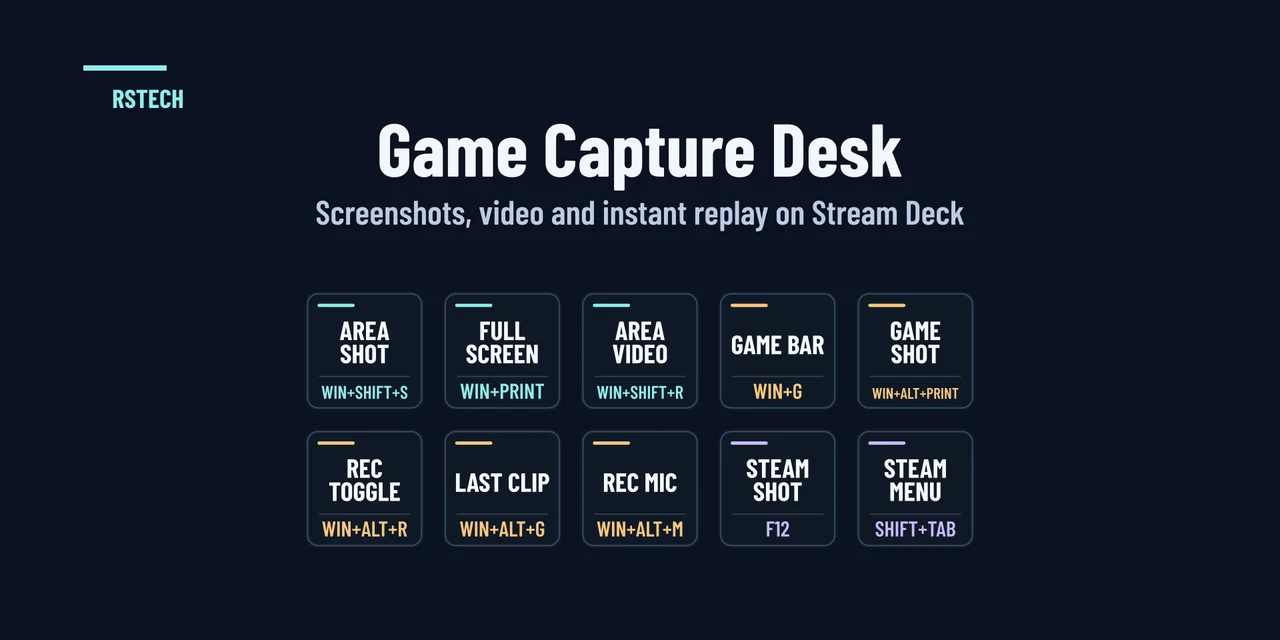 RSTECH
Game Capture Desk
Screenshots, video and instant replay on Stream Deck
AREA
SHOT
WIN+SHIFT+S
FULL
SCREEN
WIN+PRINT
AREA
VIDEO
WIN+SHIFT+R
GAME BAR
WIN+G
GAME
SHOT
WIN+ALT+PRINT
REC
TOGGLE
WIN+ALT+R
LAST CLIP
WIN+ALT+G
REC MIC
WIN+ALT+M
STEAM
SHOT
F12
STEAM
MENU
SHIFT+TAB